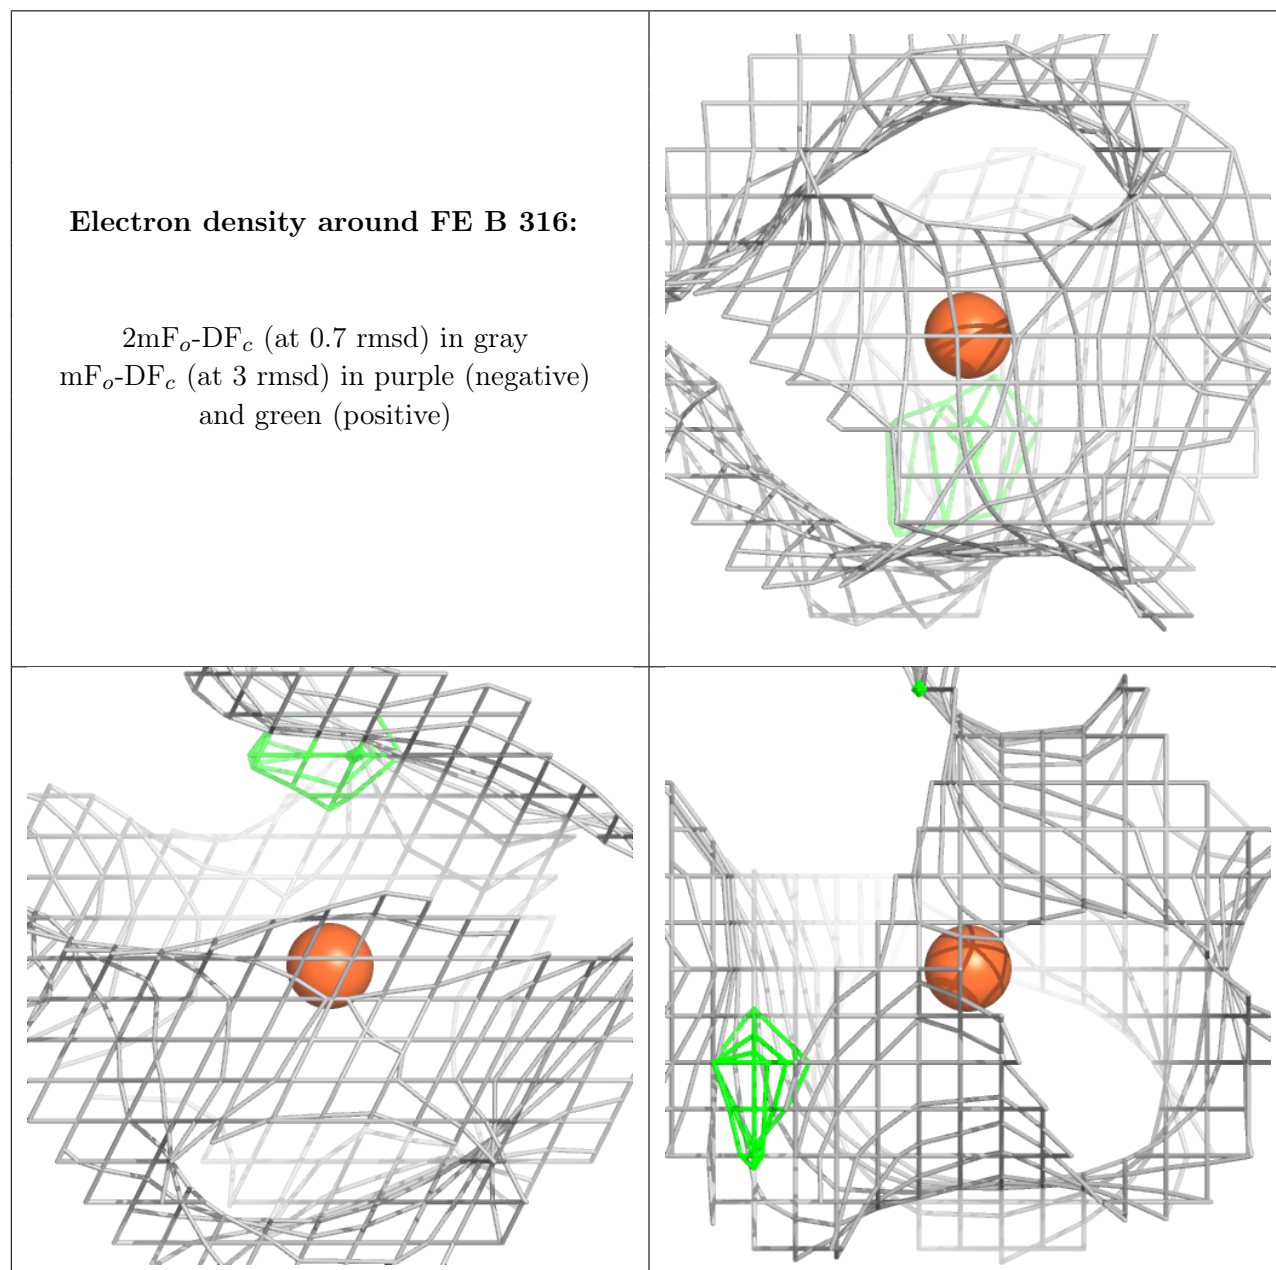 Electron density around FE B 316:
2mFₒ-DF𝒸 (at 0.7 rmsd) in gray
mFₒ-DF𝒸 (at 3 rmsd) in purple (negative)
and green (positive)